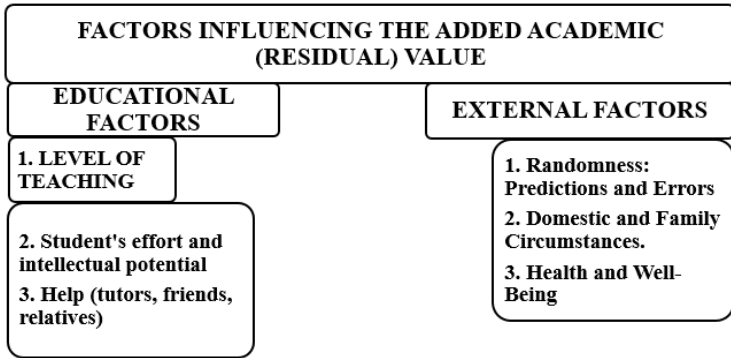 FACTORS INFLUENCING THE ADDED ACADEMIC
(RESIDUAL) VALUE
EDUCATIONAL
FACTORS
1. LEVEL OF
TEACHING
2. Student's effort and
intellectual potential
3. Help (tutors, friends,
relatives)
EXTERNAL FACTORS
1. Randomness:
Predictions and Errors
2. Domestic and Family
Circumstances.
3. Health and Well-
Being